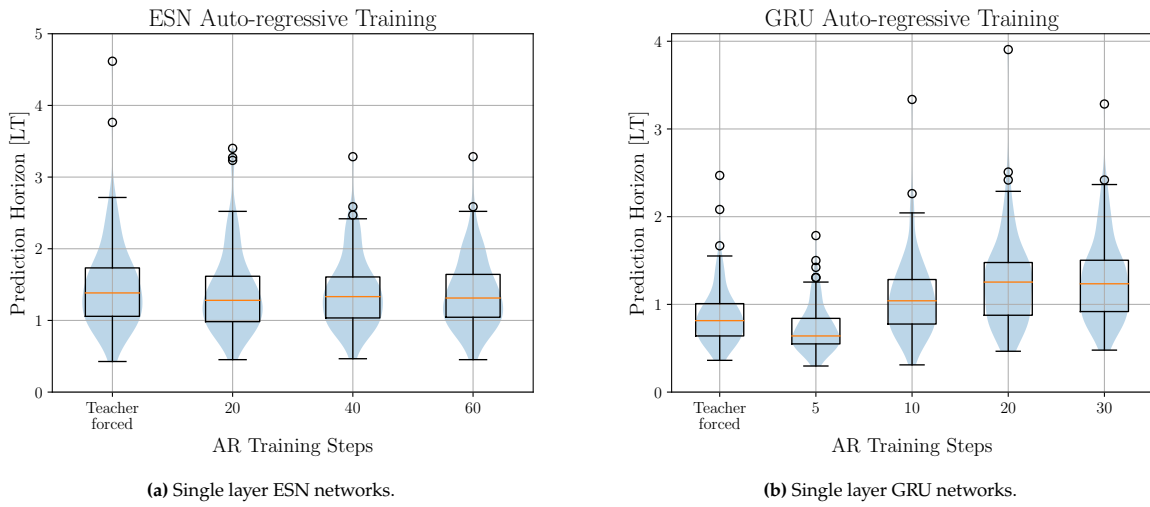 ESN Auto-regressive Training
Prediction Horizon [LT]
5
4
3
2
1
0
Teacher
forced
20
40
60
AR Training Steps
(a) Single layer ESN networks.
GRU Auto-regressive Training
Prediction Horizon [LT]
4
3
2
1
0
Teacher
forced
5
10
20
30
AR Training Steps
(b) Single layer GRU networks.